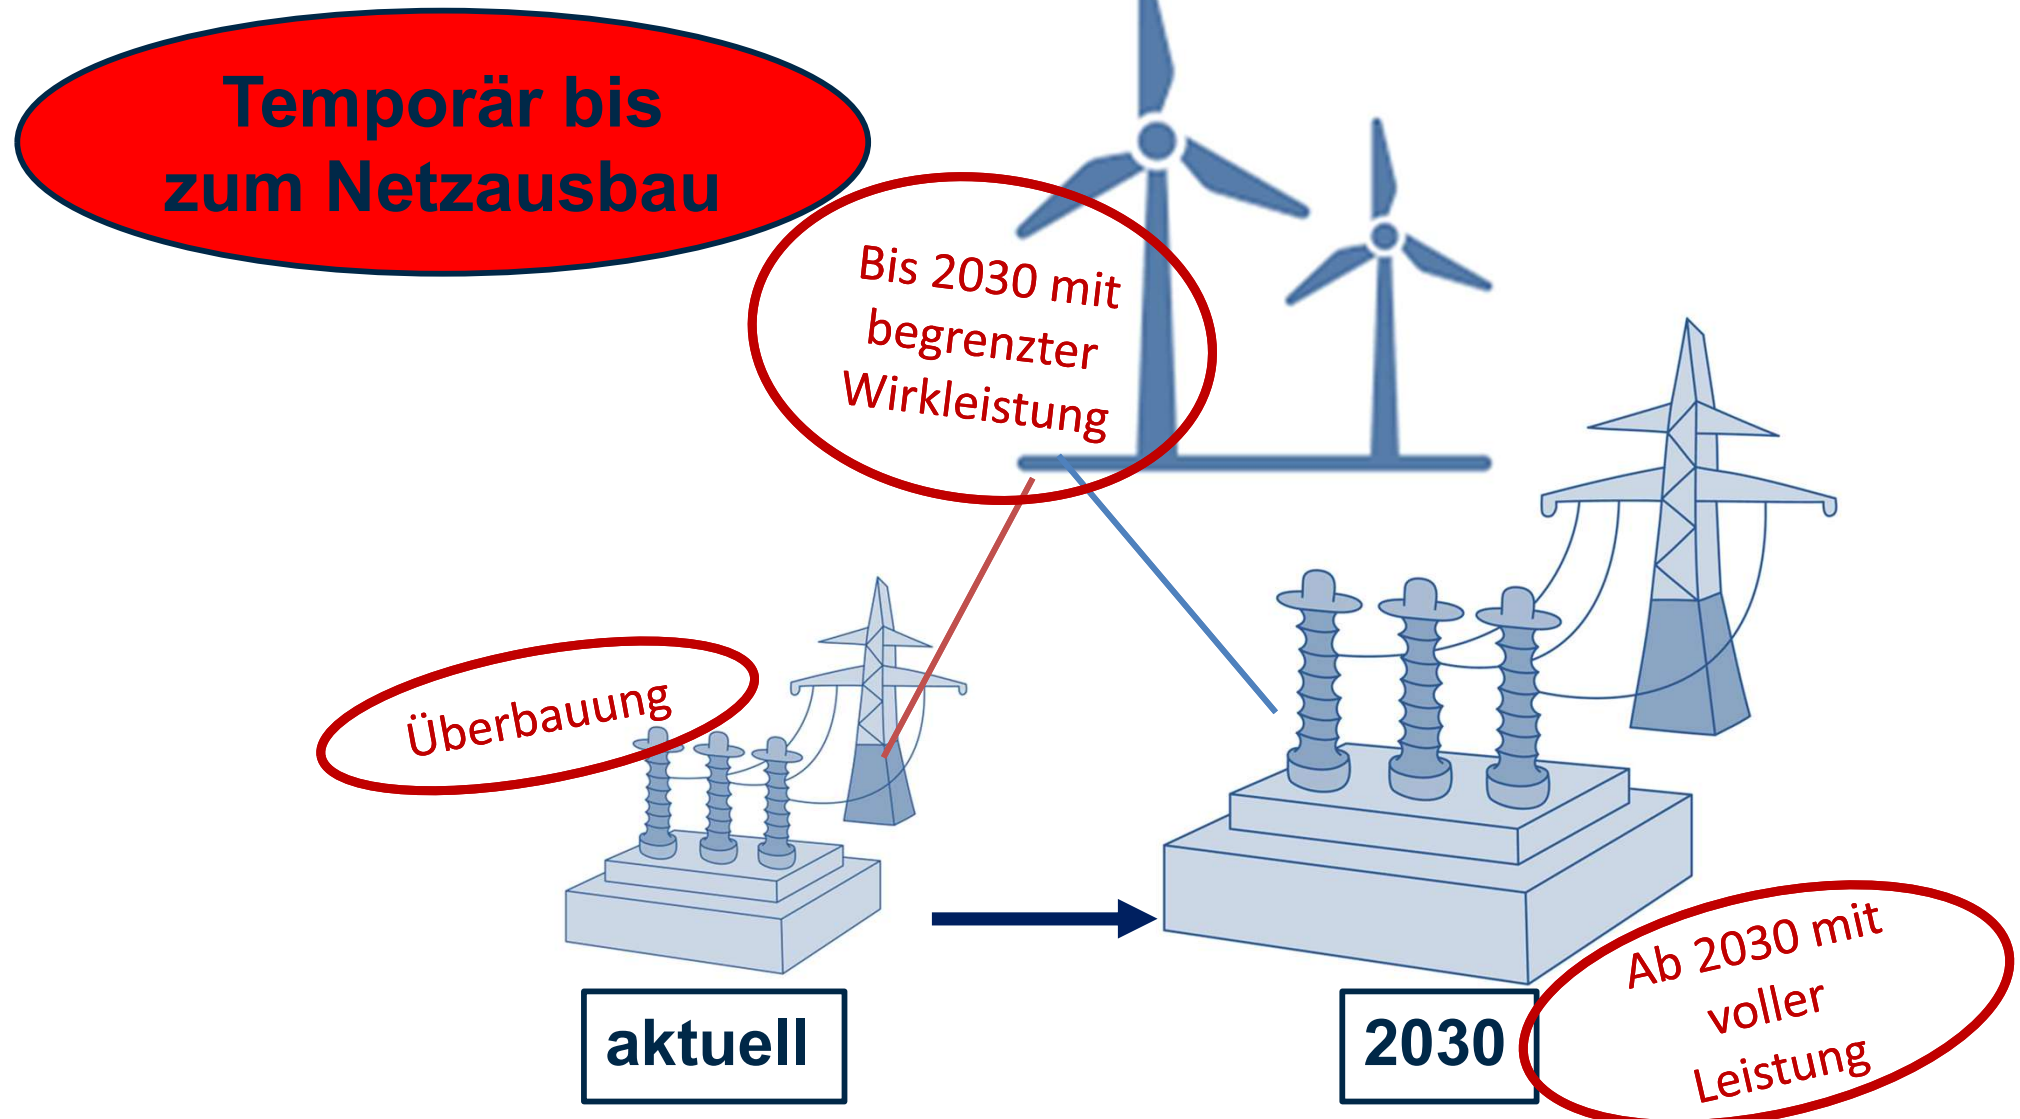 Temporär bis
zum Netzausbau
Bis 2030 mit
begrenzter
Wirkleistung
Überbauung
aktuell
2030
Ab 2030 mit
voller
Leistung